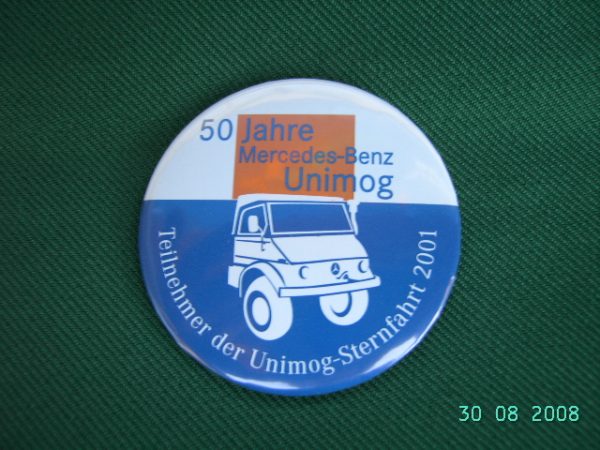 50 Jahre
Mercedes-Benz
Unimog
Teilnehmer der Unimog-Sternfahrt 2001
30 08 2008